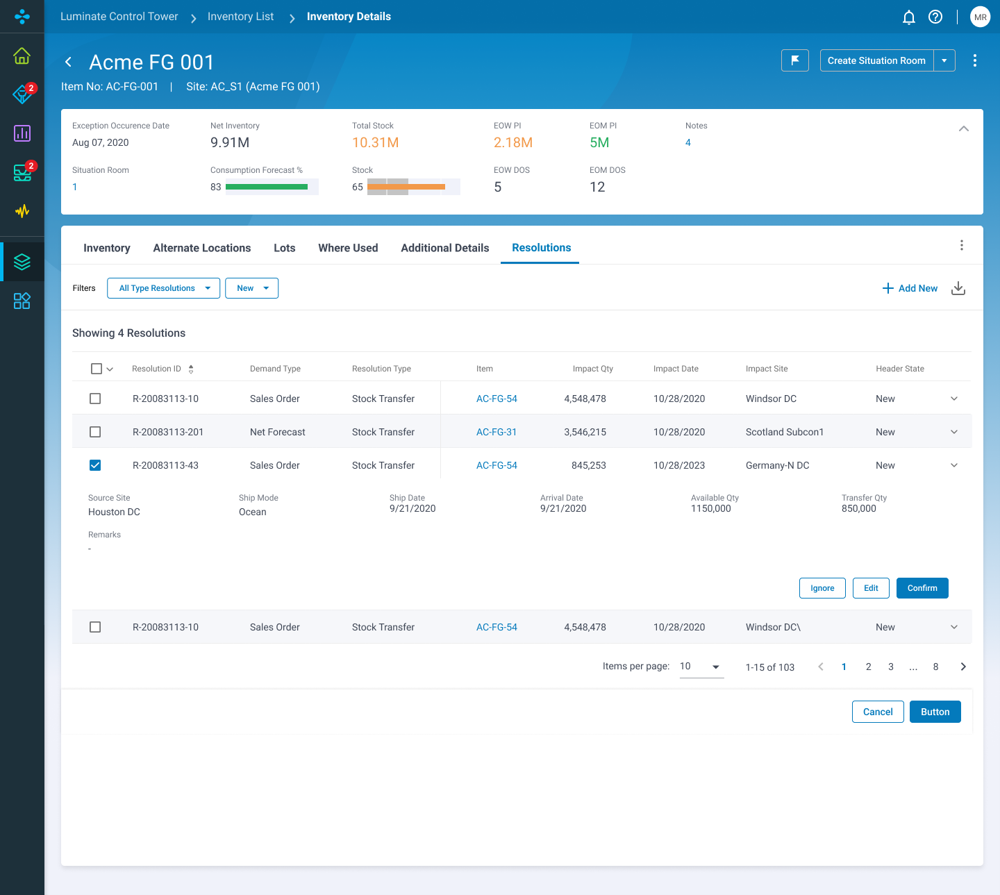 Luminate Control Tower Inventory List Inventory Details
MR
2
2
Acme FG 001
Create Situation Room
Item No: AC-FG-001 | Site: AC_S1 (Acme FG 001)
Exception Occurence Date Net Inventory Total Stock EOW PI EOM PI Notes
Aug 07, 2020 9.91M 10.31M 2.18M 5M 4
Situation Room Consumption Forecast % Stock EOW DOS EOM DOS
1 83 65 5 12
Inventory Alternate Locations Lots Where Used Additional Details Resolutions
Filters All Type Resolutions New Add New
Showing 4 Resolutions
Resolution ID Demand Type Resolution Type Item Impact Qty Impact Date Impact Site Header State
R-20083113-10 Sales Order Stock Transfer AC-FG-54 4,548,478 10/28/2020 Windsor DC New
R-20083113-201 Net Forecast Stock Transfer AC-FG-31 3,546,215 10/28/2020 Scotland Subcon1 New
R-20083113-43 Sales Order Stock Transfer AC-FG-54 845,253 10/28/2023 Germany-N DC New
Source Site Ship Mode Ship Date Arrival Date Available Qty Transfer Qty
Houston DC Ocean 9/21/2020 9/21/2020 1150,000 850,000
Remarks
-
Ignore Edit Confirm
R-20083113-10 Sales Order Stock Transfer AC-FG-54 4,548,478 10/28/2020 Windsor DC\ New
Items per page: 10 1-15 of 103 1 2 3 ... 8
Cancel Button